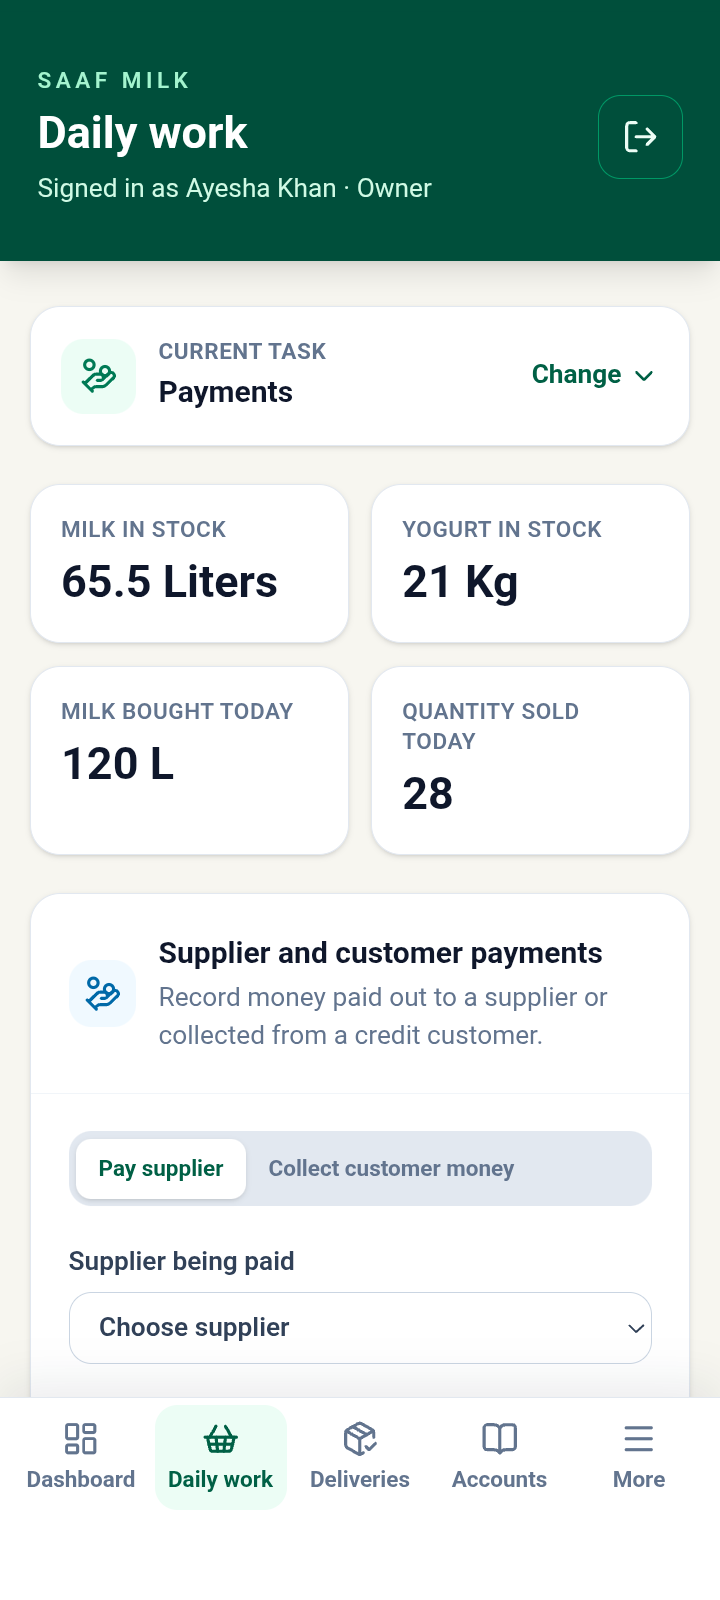 SAAF MILK
Daily work
Signed in as Ayesha Khan · Owner
CURRENT TASK
Payments
Change
MILK IN STOCK
65.5 Liters
YOGURT IN STOCK
21 Kg
MILK BOUGHT TODAY
120 L
QUANTITY SOLD
TODAY
28
Supplier and customer payments
Record money paid out to a supplier or
collected from a credit customer.
Pay supplier
Collect customer money
Supplier being paid
Choose supplier
Dashboard
Daily work
Deliveries
Accounts
More